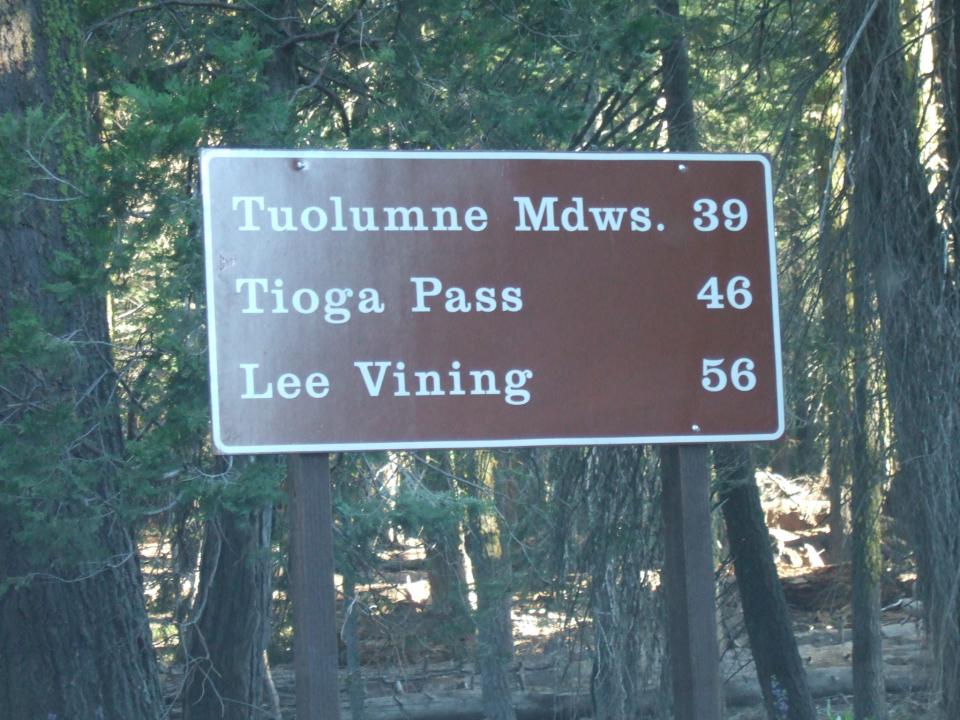 Tuolumne Mdws. 39
Tioga Pass 46
Lee Vining 56